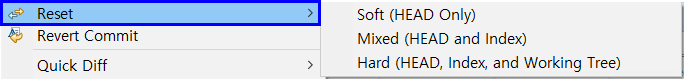 Reset
Revert Commit
Quick Diff
Soft (HEAD Only)
Mixed (HEAD and Index)
Hard (HEAD, Index, and Working Tree)